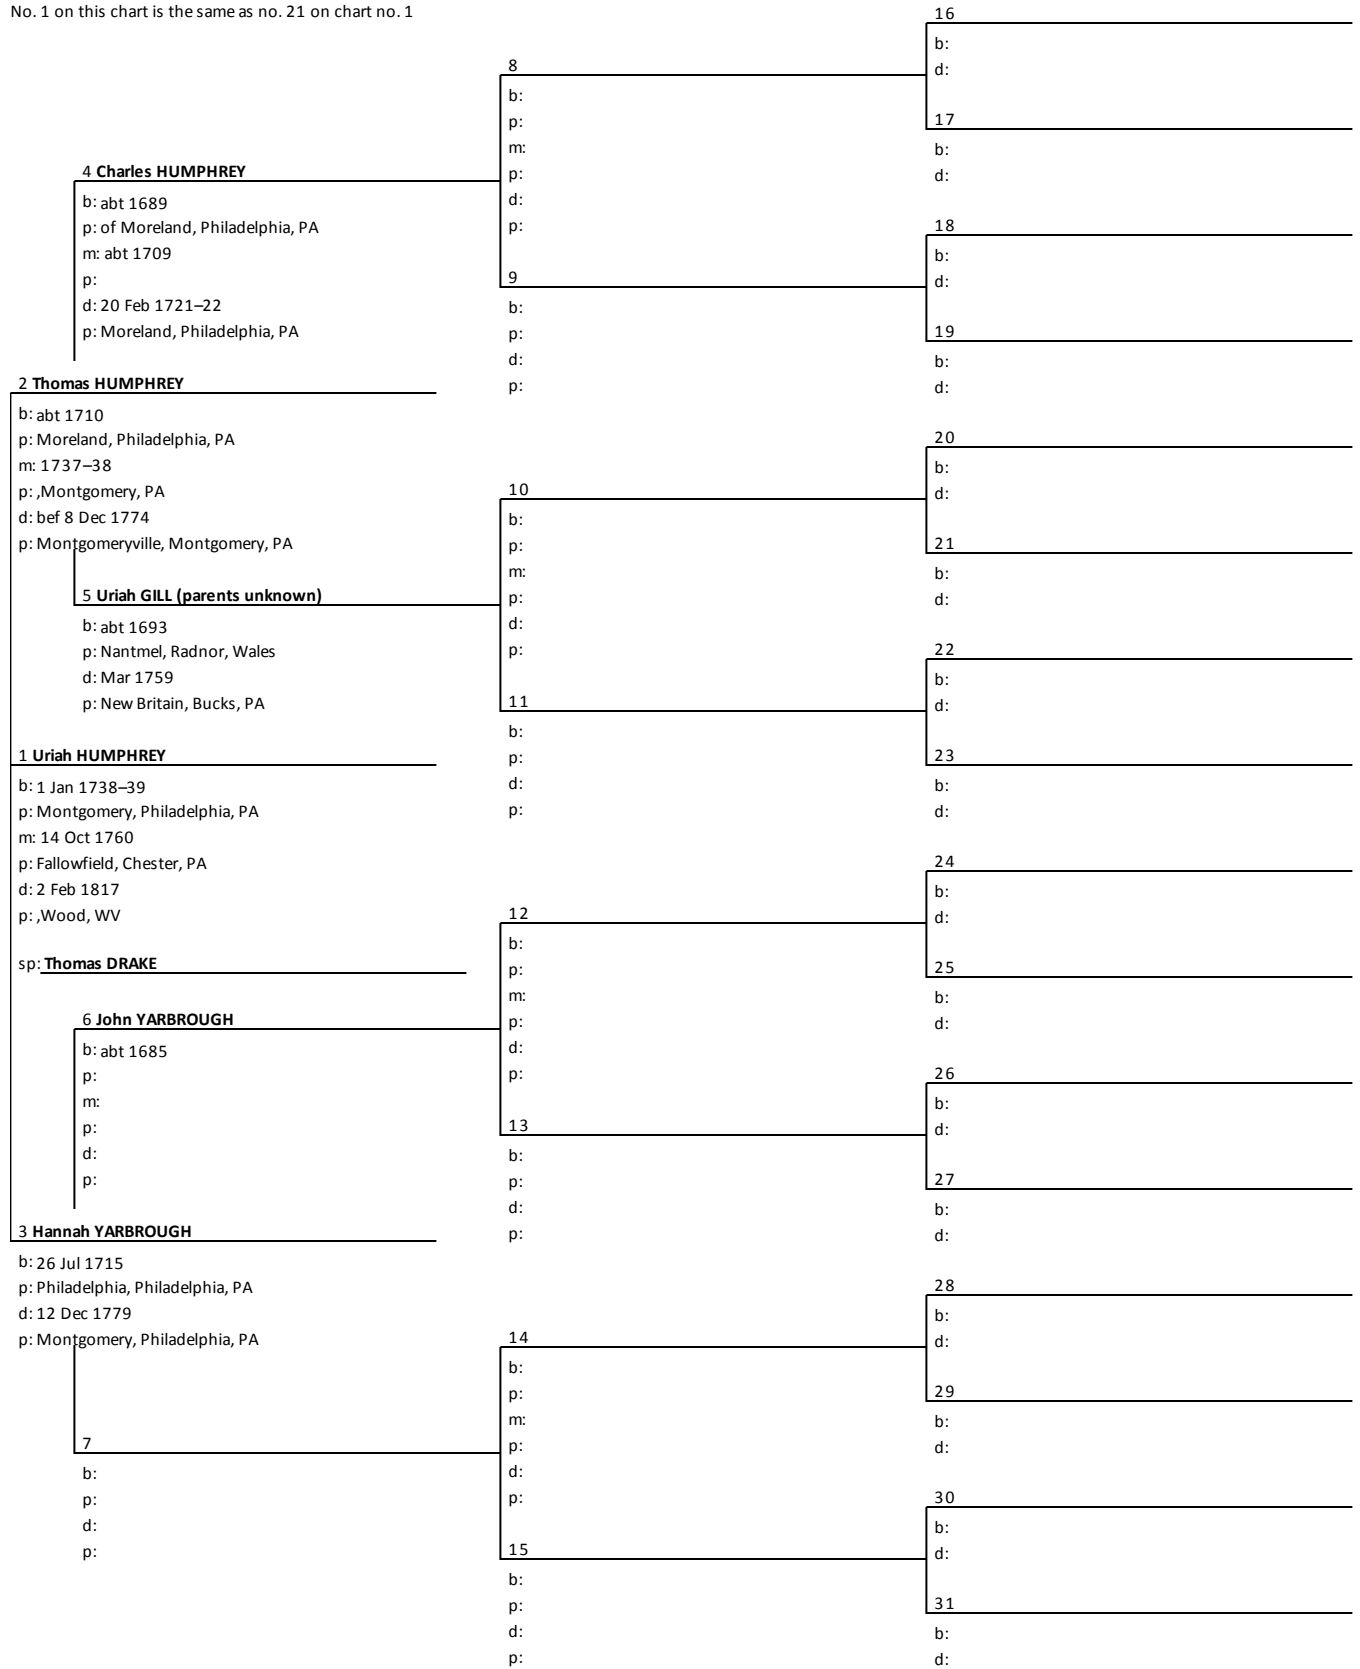 No. 1 on this chart is the same as no. 21 on chart no. 1
4 Charles HUMPHREY
b: abt 1689
p: of Moreland, Philadelphia, PA
m: abt 1709
p:
d: 20 Feb 1721–22
p: Moreland, Philadelphia, PA
2 Thomas HUMPHREY
b: abt 1710
p: Moreland, Philadelphia, PA
m: 1737–38
p: ,Montgomery, PA
d: bef 8 Dec 1774
p: Montgomeryville, Montgomery, PA
5 Uriah GILL (parents unknown)
b: abt 1693
p: Nantmel, Radnor, Wales
d: Mar 1759
p: New Britain, Bucks, PA
1 Uriah HUMPHREY
b: 1 Jan 1738–39
p: Montgomery, Philadelphia, PA
m: 14 Oct 1760
p: Fallowfield, Chester, PA
d: 2 Feb 1817
p: ,Wood, WV
sp: Thomas DRAKE
6 John YARBROUGH
b: abt 1685
p:
m:
p:
d:
p:
3 Hannah YARBROUGH
b: 26 Jul 1715
p: Philadelphia, Philadelphia, PA
d: 12 Dec 1779
p: Montgomery, Philadelphia, PA
7
b:
p:
d:
p:
8
b:
p:
m:
p:
d:
p:
9
b:
p:
d:
p:
10
b:
p:
m:
p:
d:
p:
11
b:
p:
d:
p:
12
b:
p:
m:
p:
d:
p:
13
b:
p:
d:
p:
14
b:
p:
m:
p:
d:
p:
15
b:
p:
d:
p:
16
b:
d:
17
b:
d:
18
b:
d:
19
b:
d:
20
b:
d:
21
b:
d:
22
b:
d:
23
b:
d:
24
b:
d:
25
b:
d:
26
b:
d:
27
b:
d:
28
b:
d:
29
b:
d:
30
b:
d:
31
b:
d: